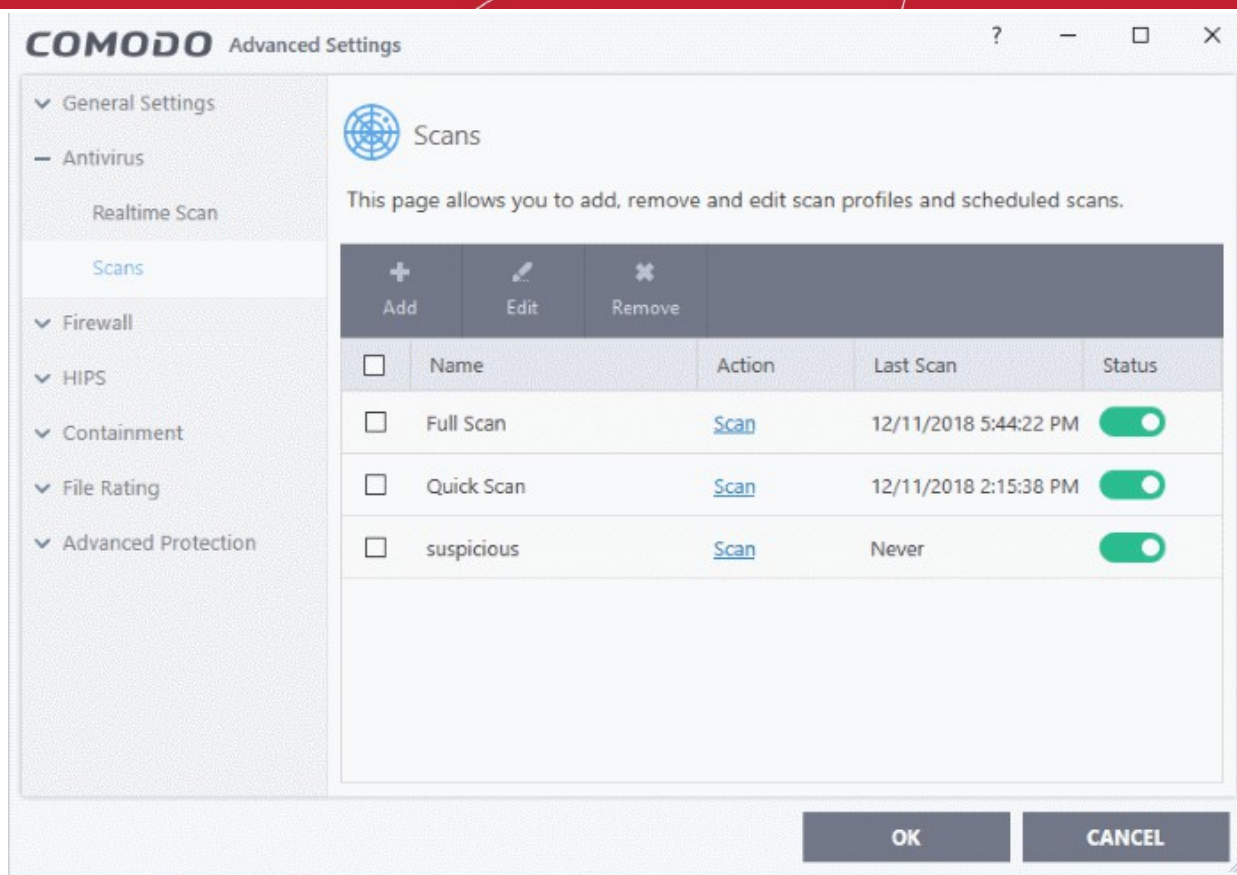 COMODO Advanced Settings ?
General Settings
Antivirus
Realtime Scan
Scans
Firewall
HIPS
Containment
File Rating
Advanced Protection
Scans
This page allows you to add, remove and edit scan profiles and scheduled scans.
Add Edit Remove
Name Action Last Scan Status
Full Scan Scan 12/11/2018 5:44:22 PM
Quick Scan Scan 12/11/2018 2:15:38 PM
suspicious Scan Never
OK CANCEL